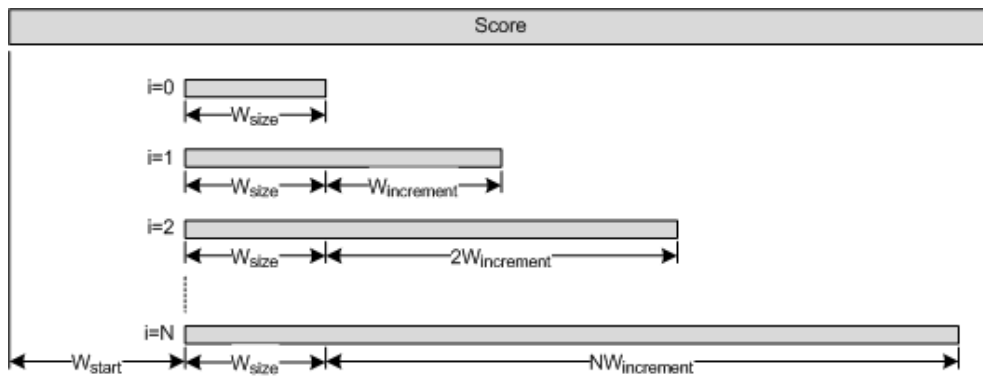 Score
i=0
Wsize
i=1
Wsize Wincrement
i=2
Wsize 2Wincrement
i=N
Wstart Wsize NWincrement